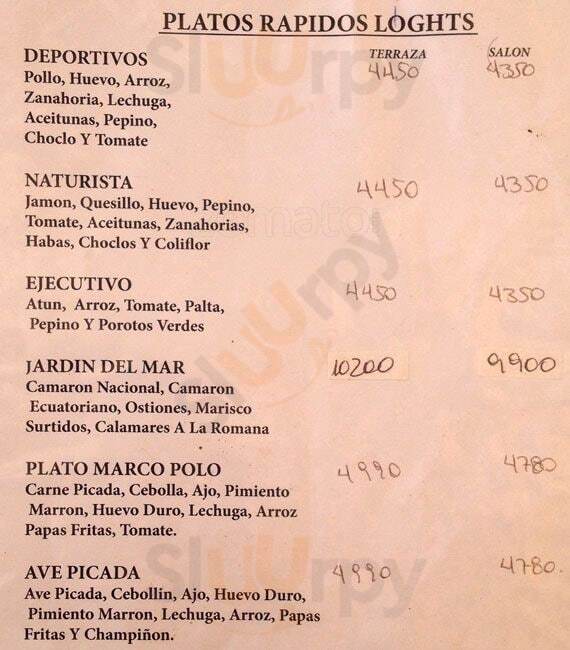 PLATOS RAPIDOS LOGHTS
TERRAZA SALON
DEPORTIVOS 4450 4350
Pollo, Huevo, Arroz,
Zanahoria, Lechuga,
Aceitunas, Pepino,
Choclo Y Tomate
NATURISTA 4450 4350
Jamon, Quesillo, Huevo, Pepino,
Tomate, Aceitunas, Zanahorias,
Habas, Choclos Y Coliflor
EJECUTIVO 4450 4350
Atun, Arroz, Tomate, Palta,
Pepino Y Porotos Verdes
JARDIN DEL MAR 10200 9900
Camaron Nacional, Camaron
Ecuatoriano, Ostiones, Marisco
Surtidos, Calamares A La Romana
PLATO MARCO POLO 4990 4780
Carne Picada, Cebolla, Ajo, Pimiento
Marron, Huevo Duro, Lechuga, Arroz
Papas Fritas, Tomate.
AVE PICADA 4990 4780.
Ave Picada, Cebollin, Ajo, Huevo Duro,
Pimiento Marron, Lechuga, Arroz, Papas
Fritas Y Champiñon.
sluurpy
sluurpy
sluurpy